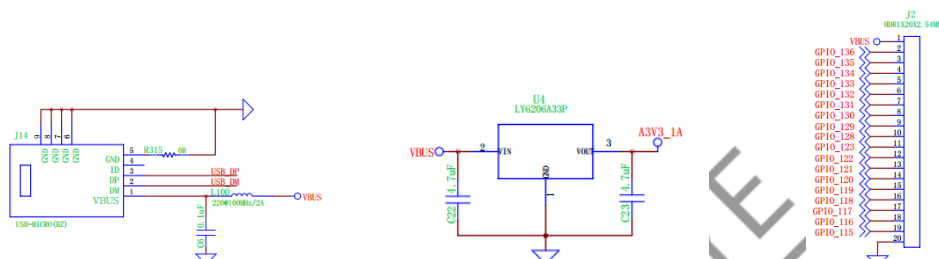 J14
9
8
7
6
GND
GND
GND
GND
5
GND
4
ID
3
DP
2
DM
1
VBUS
R315
0R
USB_DP
USB_DM
L100
220@100MHz/2A
VBUS
C6
0.1uF
USB-MICRO(BZ)
U4
LY6206A33P
VBUS
2
VIN
VOUT
3
A3V3_1A
GND
1
C22
4.7uF
C23
4.7uF
J2
HDR1X20X2.54M
VBUS
1
GPIO_136
2
GPIO_135
3
GPIO_134
4
GPIO_133
5
GPIO_132
6
GPIO_131
7
GPIO_130
8
GPIO_129
9
GPIO_128
10
GPIO_123
11
GPIO_122
12
GPIO_121
13
GPIO_120
14
GPIO_119
15
GPIO_118
16
GPIO_117
17
GPIO_116
18
GPIO_115
19
20